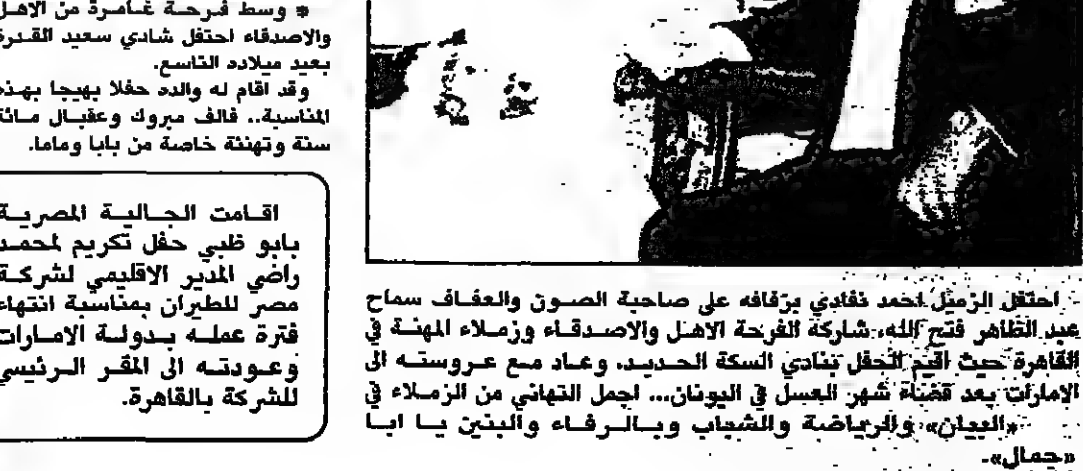 * وسط فرحة غامرة من الاهل
والاصدقاء احتفل شادي سعيد القدرة
بعيد ميلاده التاسع.
وقد اقام له والده حفلا بهيجا بهذه
المناسبة.. فالف مبروك وعقبال مائة
سنة وتهنئة خاصة من بابا وماما.
اقامت الجالية المصرية
بابو ظبي حفل تكريم لمحمد
راضي المدير الاقليمي لشركة
مصر للطيران بمناسبة انتهاء
فترة عمله بدولة الامارات
وعودته الى المقر الرئيسي
للشركة بالقاهرة.
احتفل الزميل احمد نفادي بزفافه على صاحبة الصون والعفاف سماح
عبد الظاهر فتح الله، شاركه الفرحة الاهل والاصدقاء وزملاء المهنة في
القاهرة حيث اقيم الحفل بنادي السكة الحديد، وعاد مع عروسته الى
الامارات بعد قضاء شهر العسل في اليونان... اجمل التهاني من الزملاء في
«البيان» والرياضة والشباب وبالرفاء والبنين يا ابا
«جمال».